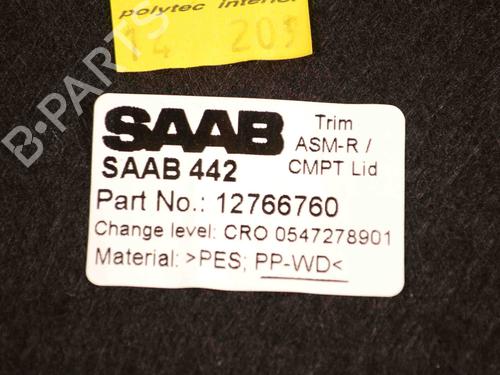 polytec interior
14 209
B-PARTS
SAAB
Trim
ASM-R /
CMPT Lid
SAAB 442
Part No.: 12766760
Change level: CRO 0547278901
Material: >PES; PP-WD<